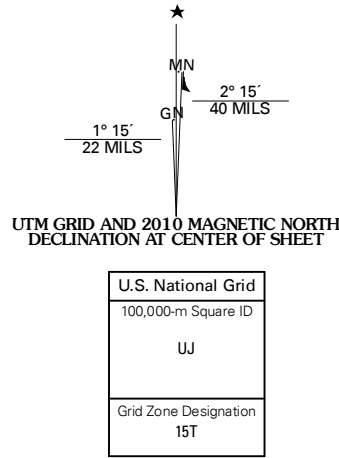 ★
MN
GN
2° 15´
40 MILS
1° 15´
22 MILS
UTM GRID AND 2010 MAGNETIC NORTH
DECLINATION AT CENTER OF SHEET
U.S. National Grid
100,000-m Square ID
UJ
Grid Zone Designation
15T